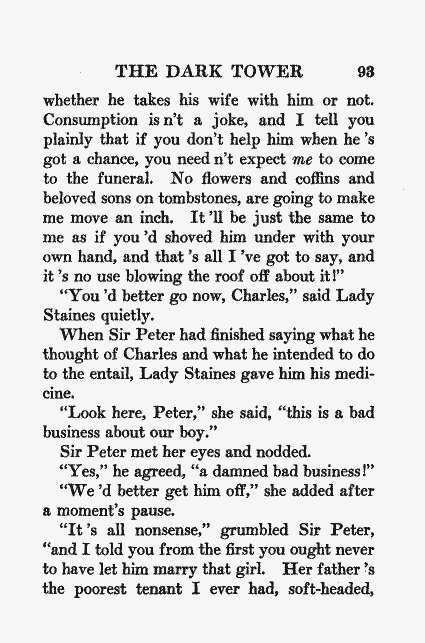 THE DARK TOWER 93
whether he takes his wife with him or not.
Consumption is n't a joke, and I tell you
plainly that if you don't help him when he 's
got a chance, you need n't expect me to come
to the funeral. No flowers and coffins and
beloved sons on tombstones, are going to make
me move an inch. It 'll be just the same to
me as if you 'd shoved him under with your
own hand, and that 's all I 've got to say, and
it 's no use blowing the roof off about it!"
"You 'd better go now, Charles," said Lady
Staines quietly.
When Sir Peter had finished saying what he
thought of Charles and what he intended to do
to the entail, Lady Staines gave him his medi-
cine.
"Look here, Peter," she said, "this is a bad
business about our boy."
Sir Peter met her eyes and nodded.
"Yes," he agreed, "a damned bad business!"
"We 'd better get him off," she added after
a moment's pause.
"It 's all nonsense," grumbled Sir Peter,
"and I told you from the first you ought never
to have let him marry that girl. Her father 's
the poorest tenant I ever had, soft-headed,